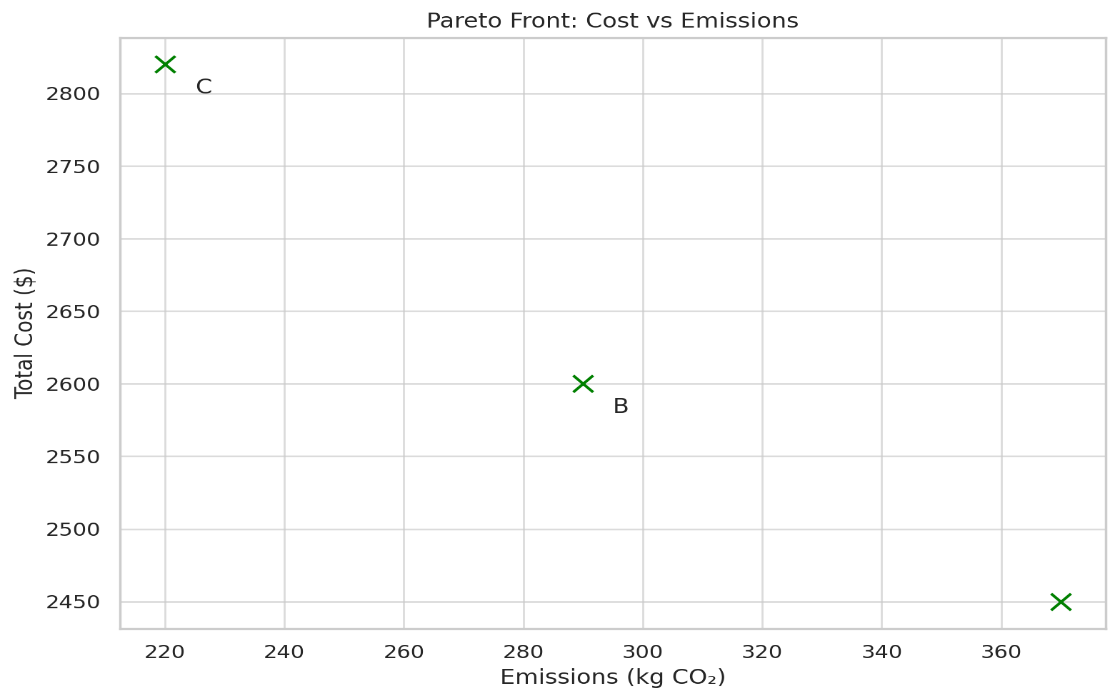 Pareto Front: Cost vs Emissions
Total Cost ($)
2800
2750
2700
2650
2600
2550
2500
2450
C
B
220 240 260 280 300 320 340 360
Emissions (kg CO₂)